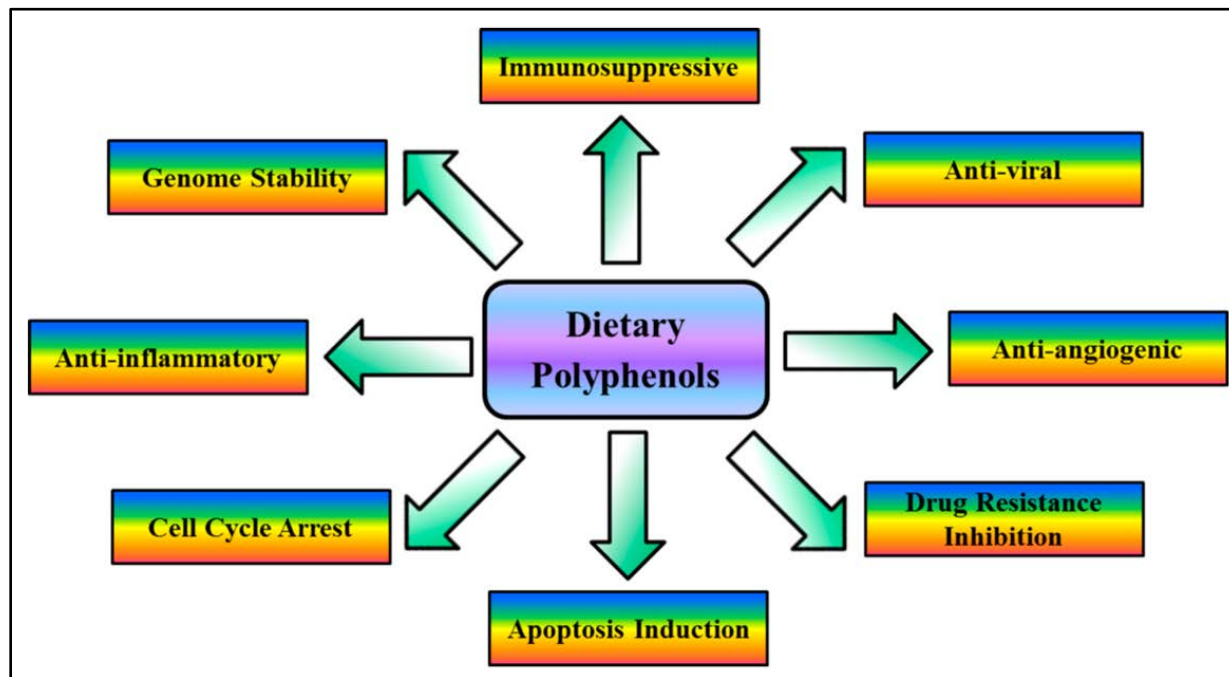 Immunosuppressive
Genome Stability
Anti-viral
Dietary
Polyphenols
Anti-inflammatory
Anti-angiogenic
Cell Cycle Arrest
Drug Resistance
Inhibition
Apoptosis Induction